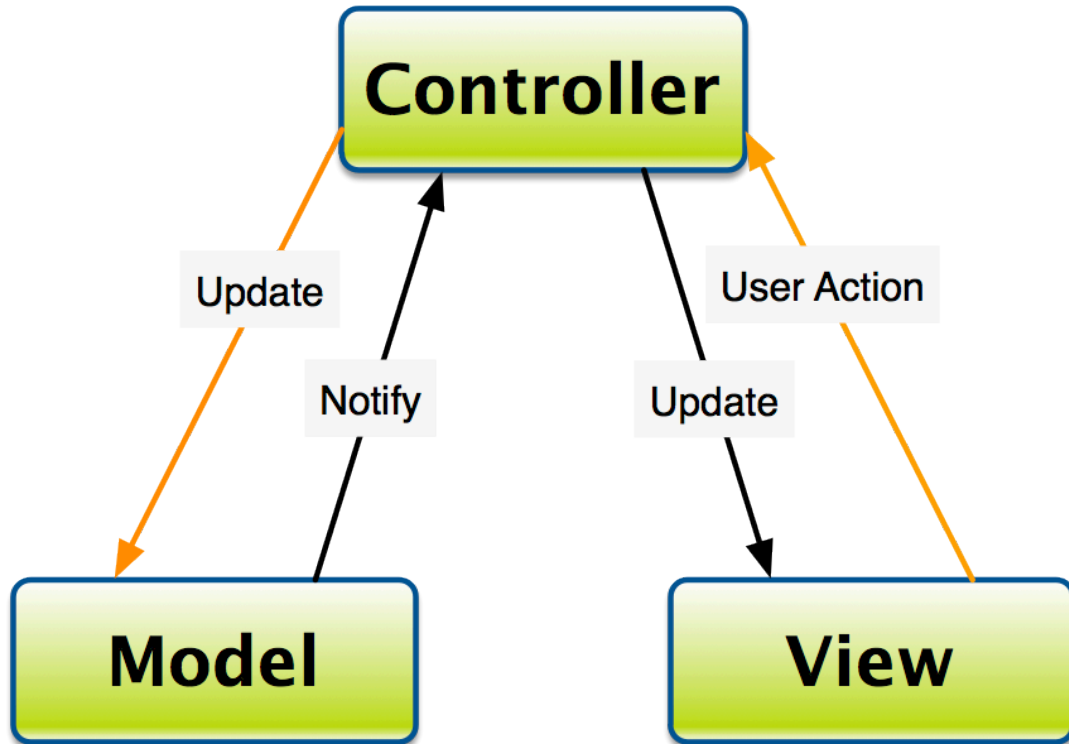 Controller
Update
User Action
Notify
Update
Model
View